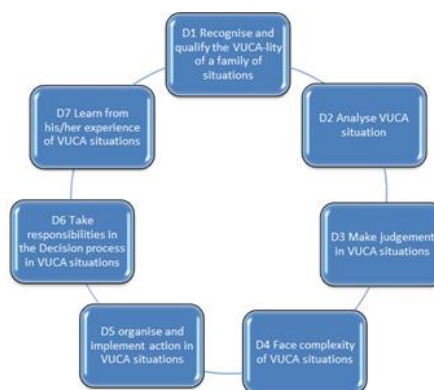 D1 Recognise and
qualify the VUCA-lity
of a family of
situations
D2 Analyse VUCA
situation
D3 Make judgement
in VUCA situations
D4 Face complexity
of VUCA situations
D5 organise and
implement action in
VUCA situations
D6 Take
responsibilities in
the Decision process
in VUCA situations
D7 Learn from
his/her experience
of VUCA situations